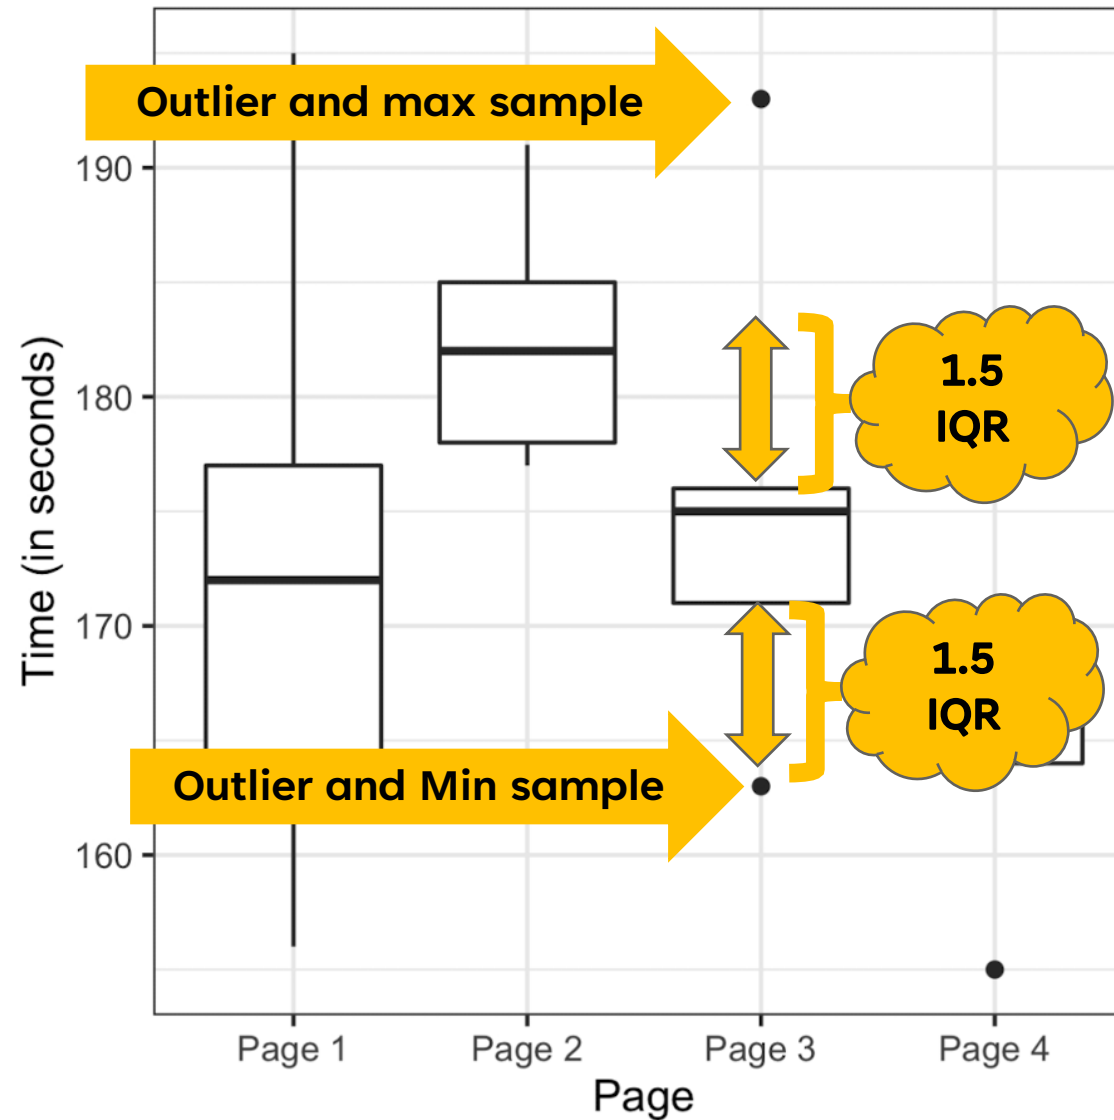 Outlier and max sample
190
180
1.5
IQR
Time (in seconds)
170
1.5
IQR
Outlier and Min sample
160
Page 1
Page 2
Page 3
Page 4
Page